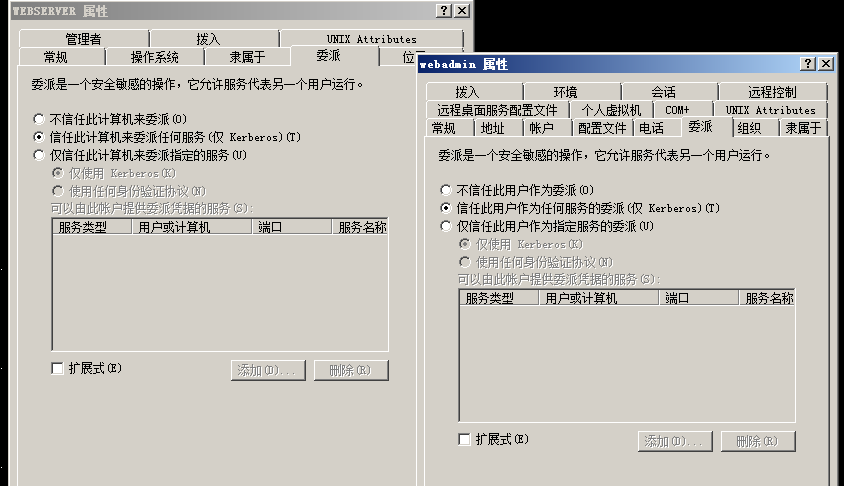 WEBSERVER 属性
管理者 拨入 UNIX Attributes
常规 操作系统 隶属于 委派
委派是一个安全敏感的操作，它允许服务代表另一个用户运行。
不信任此计算机来委派(O)
信任此计算机来委派任何服务(仅 Kerberos)(T)
仅信任此计算机来委派指定的服务(U)
仅使用 Kerberos(K)
使用任何身份验证协议(N)
可以由此帐户提供委派凭据的服务(S):
服务类型 用户或计算机 端口 服务名称
扩展式(E) 添加(D)... 删除(R)
webadmin 属性
拨入 环境 会话 远程控制
远程桌面服务配置文件 个人虚拟机 COM+ UNIX Attributes
常规 地址 帐户 配置文件 电话 委派 组织 隶属于
委派是一个安全敏感的操作，它允许服务代表另一个用户运行。
不信任此用户作为委派(O)
信任此用户作为任何服务的委派(仅 Kerberos)(T)
仅信任此用户作为指定服务的委派(U)
仅使用 Kerberos(K)
使用任何身份验证协议(N)
可以由此帐户提供委派凭据的服务(S):
服务类型 用户或计算机 端口 服务名称
扩展式(E) 添加(D)... 删除(R)